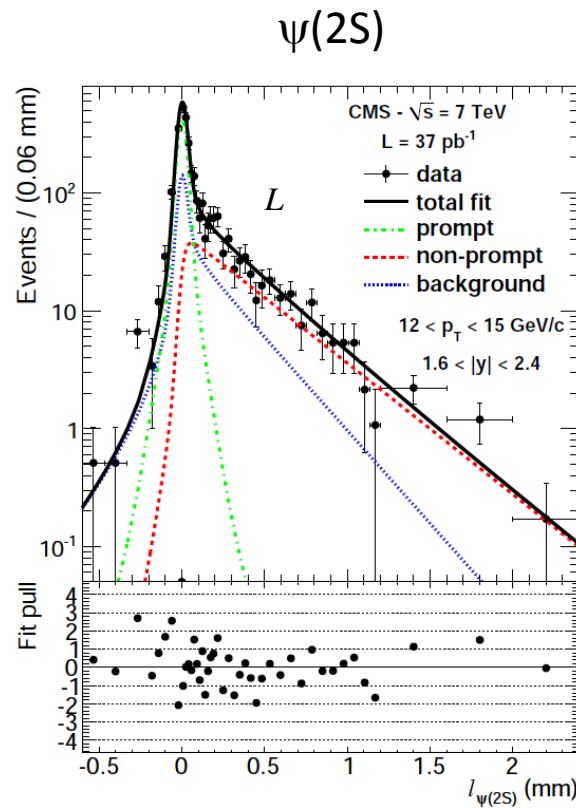 ψ(2S)
CMS - √s = 7 TeV
L = 37 pb⁻¹
data
total fit
prompt
non-prompt
background
12 < p_T < 15 GeV/c
1.6 < |y| < 2.4
L
Events / (0.06 mm)
10²
10
1
10⁻¹
Fit pull
4
3
2
1
0
-1
-2
-3
-4
-0.5 0 0.5 1 1.5 2
l_ψ(2S) (mm)